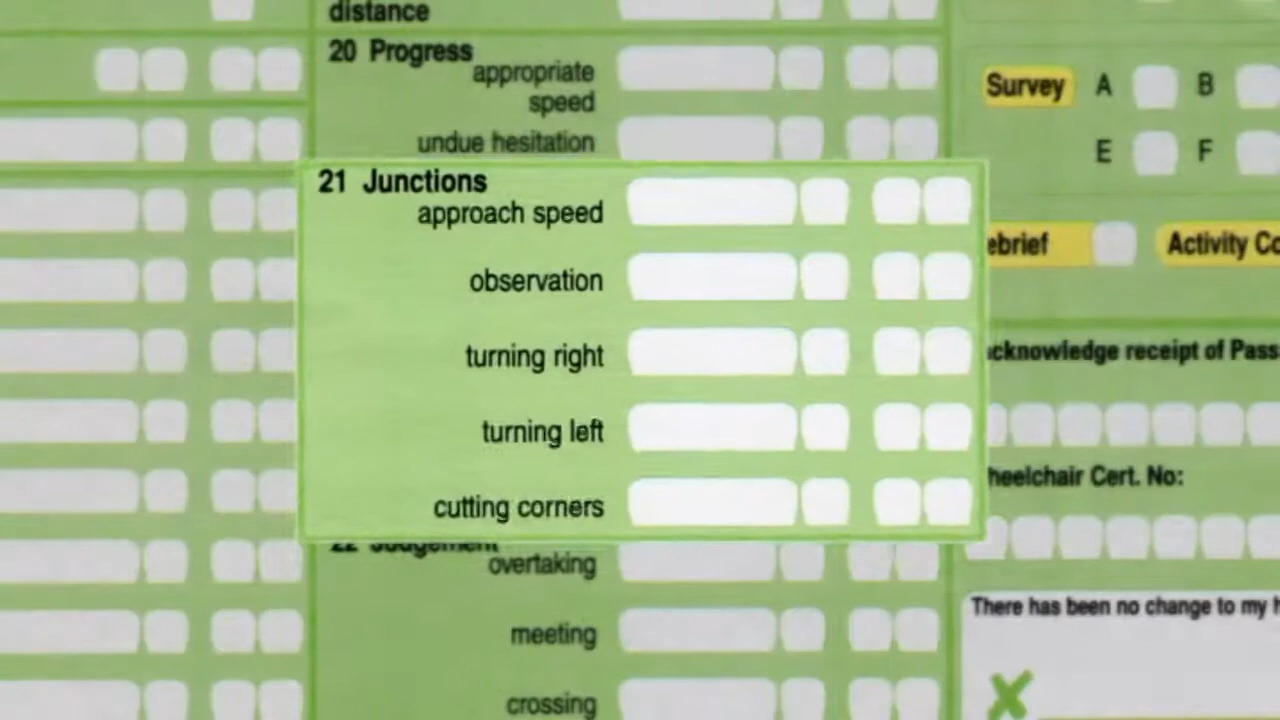 distance
20 Progress
appropriate
speed
undue hesitation
21 Junctions
approach speed
observation
turning right
turning left
cutting corners
22 Judgement
overtaking
meeting
crossing
Survey A B
E F
ebrief Activity Co
cknowledge receipt of Pass
heelchair Cert. No:
There has been no change to my h
X